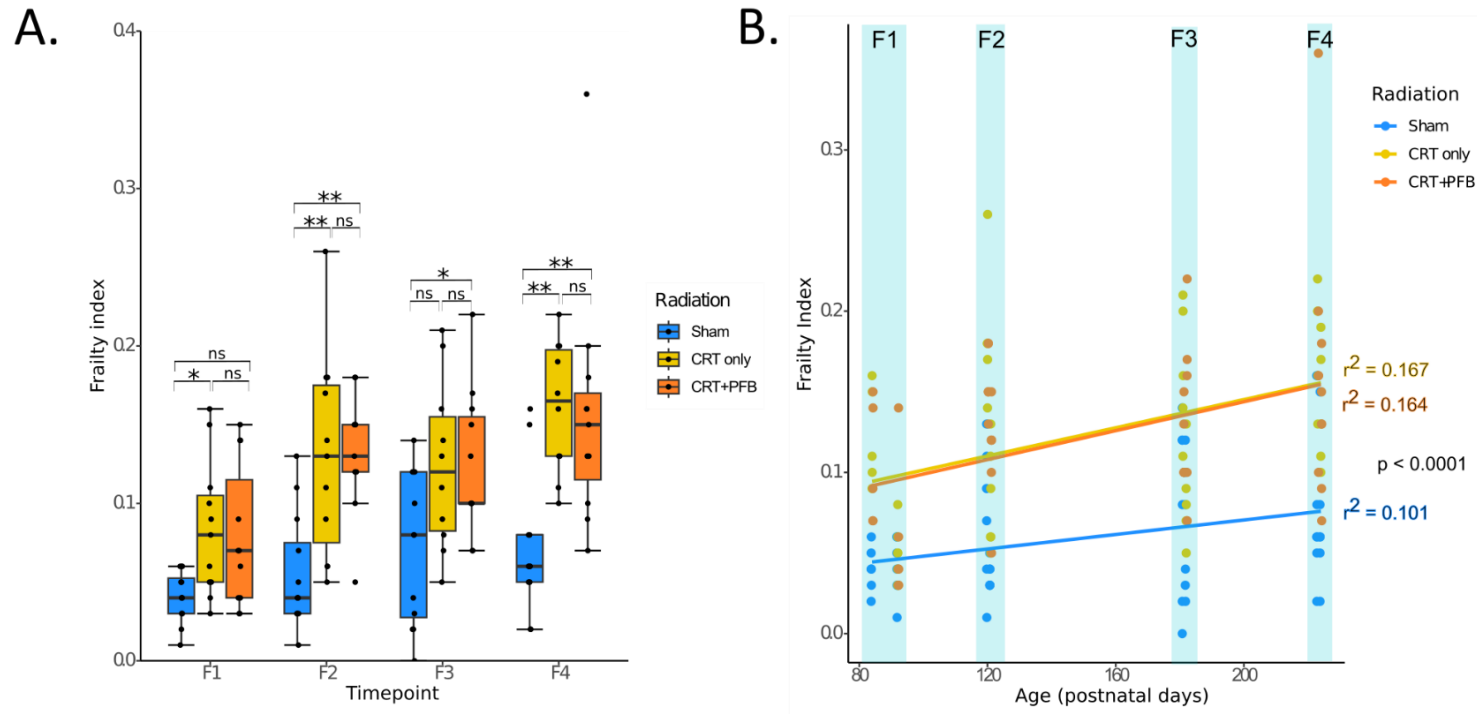 A.
Frailty index
0.4
0.3
0.2
0.1
0.0
ns
* ns
**
** ns
*
ns ns
**
** ns
F1 F2 F3 F4
Timepoint
Radiation
Sham
CRT only
CRT+PFB
B.
Frailty Index
0.3
0.2
0.1
0.0
F1 F2 F3 F4
r² = 0.167
r² = 0.164
p < 0.0001
r² = 0.101
80 120 160 200
Age (postnatal days)
Radiation
Sham
CRT only
CRT+PFB